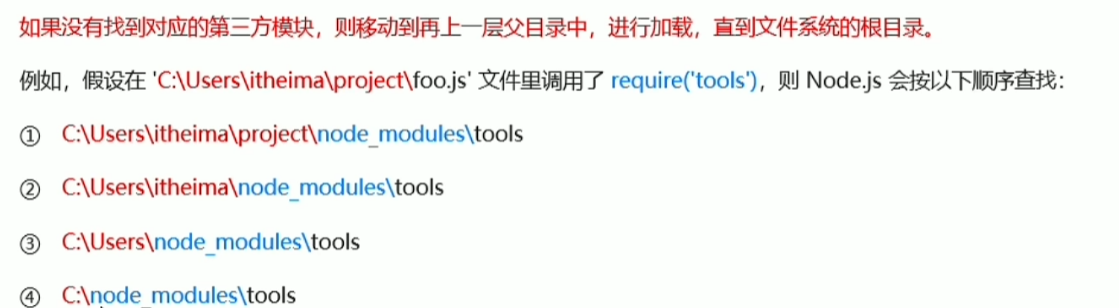 如果没有找到对应的第三方模块，则移动到再上一层父目录中，进行加载，直到文件系统的根目录。
例如，假设在 'C:\Users\itheima\project\foo.js' 文件里调用了 require('tools')，则 Node.js 会按以下顺序查找：
① C:\Users\itheima\project\node_modules\tools
② C:\Users\itheima\node_modules\tools
③ C:\Users\node_modules\tools
④ C:\node_modules\tools